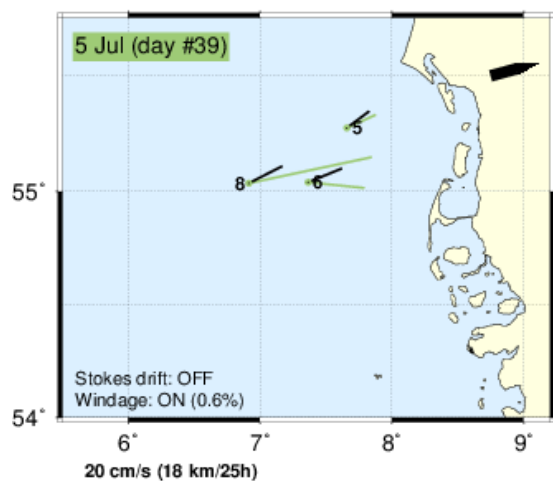 5 Jul (day #39)
5
8
6
55°
Stokes drift: OFF
Windage: ON (0.6%)
54°
6° 7° 8° 9°
20 cm/s (18 km/25h)